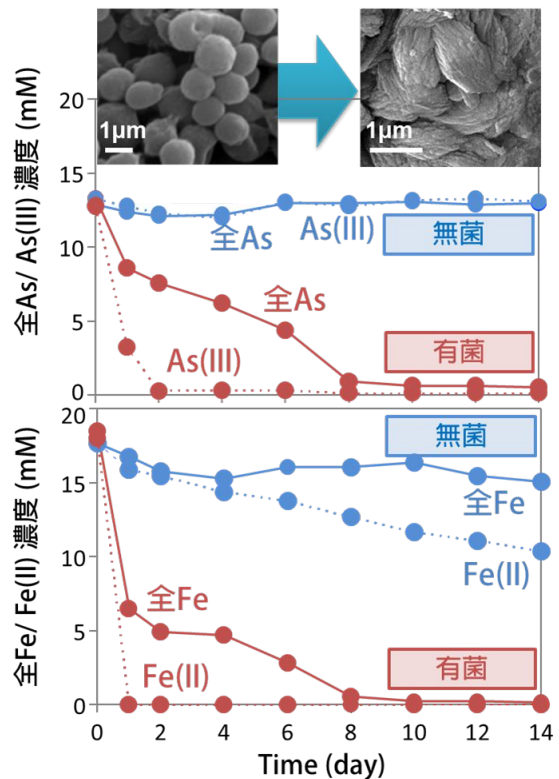 1μm
1μm
全As/ As(III) 濃度 (mM)
20
15
10
5
0
全As
As(III)
無菌
全As
As(III)
有菌
全Fe/ Fe(II) 濃度 (mM)
20
15
10
5
0
無菌
全Fe
Fe(II)
全Fe
Fe(II)
有菌
0 2 4 6 8 10 12 14
Time (day)